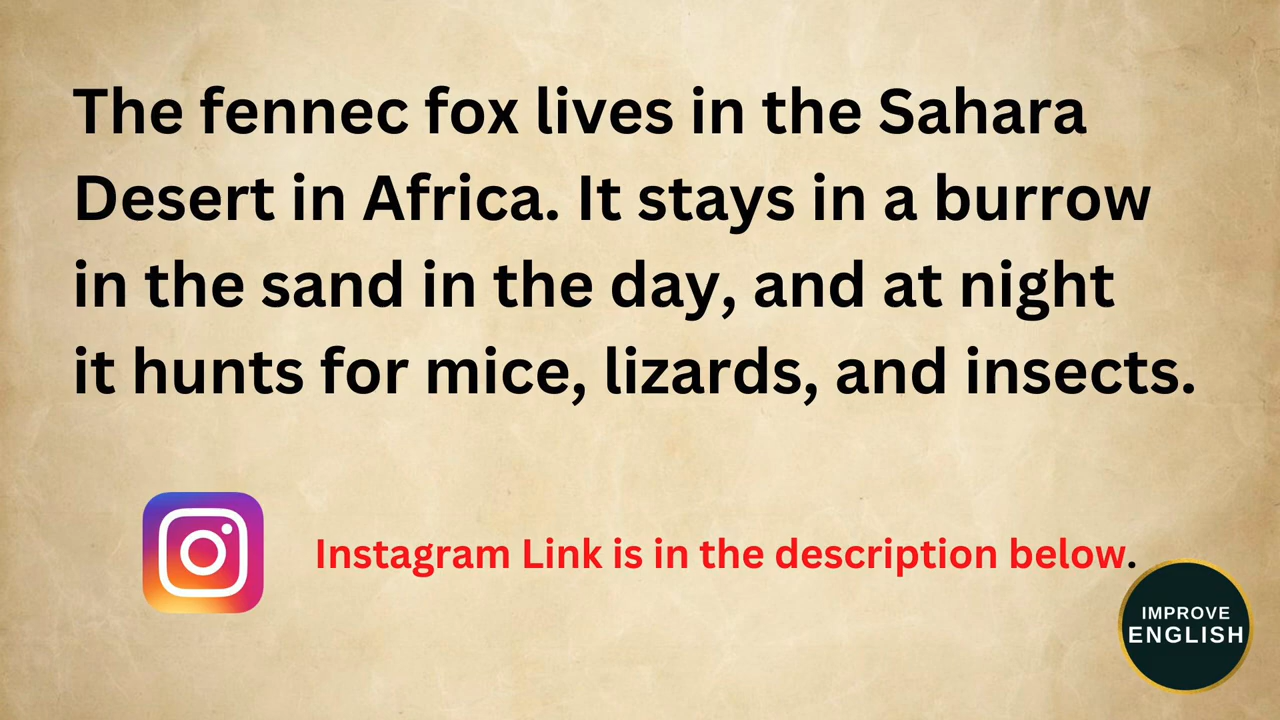 The fennec fox lives in the Sahara
Desert in Africa. It stays in a burrow
in the sand in the day, and at night
it hunts for mice, lizards, and insects.
Instagram Link is in the description below.
IMPROVE
ENGLISH